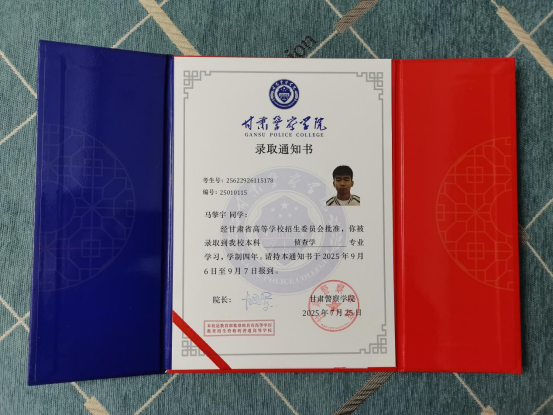 甘肃警察学院
GANSU POLICE COLLEGE
录取通知书
考生号:25622926115178
编号:25010115
马擎宇 同学:
经甘肃省高等学校招生委员会批准,你被
录取到我校本科 侦查学 专业
学习,学制四年。请持本通知书于2025年9月
6日至9月7日报到。
院长:
甘肃警察学院
2025年7月25日